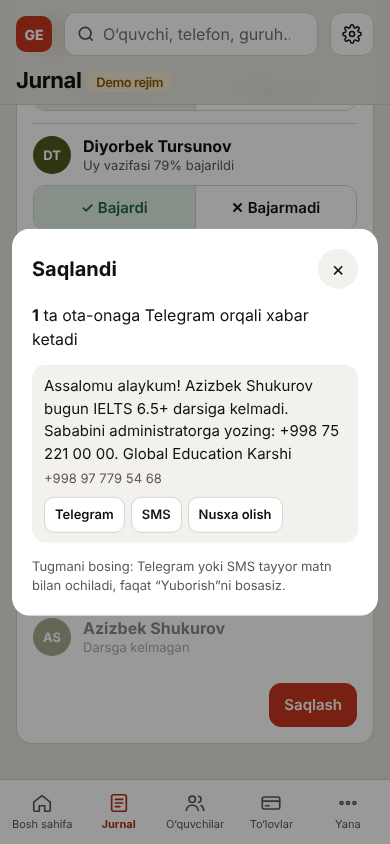 GE
O‘quvchi, telefon, guruh..
Jurnal
Demo rejim
DT
Diyorbek Tursunov
Uy vazifasi 79% bajarildi
✓ Bajardi
✕ Bajarmadi
Saqlandi
×
1 ta ota-onaga Telegram orqali xabar
ketadi
Assalomu alaykum! Azizbek Shukurov
bugun IELTS 6.5+ darsiga kelmadi.
Sababini administratorga yozing: +998 75
221 00 00. Global Education Karshi
+998 97 779 54 68
Telegram
SMS
Nusxa olish
Tugmani bosing: Telegram yoki SMS tayyor matn
bilan ochiladi, faqat “Yuborish”ni bosasiz.
AS
Azizbek Shukurov
Darsga kelmagan
Saqlash
Bosh sahifa
Jurnal
O‘quvchilar
To‘lovlar
Yana